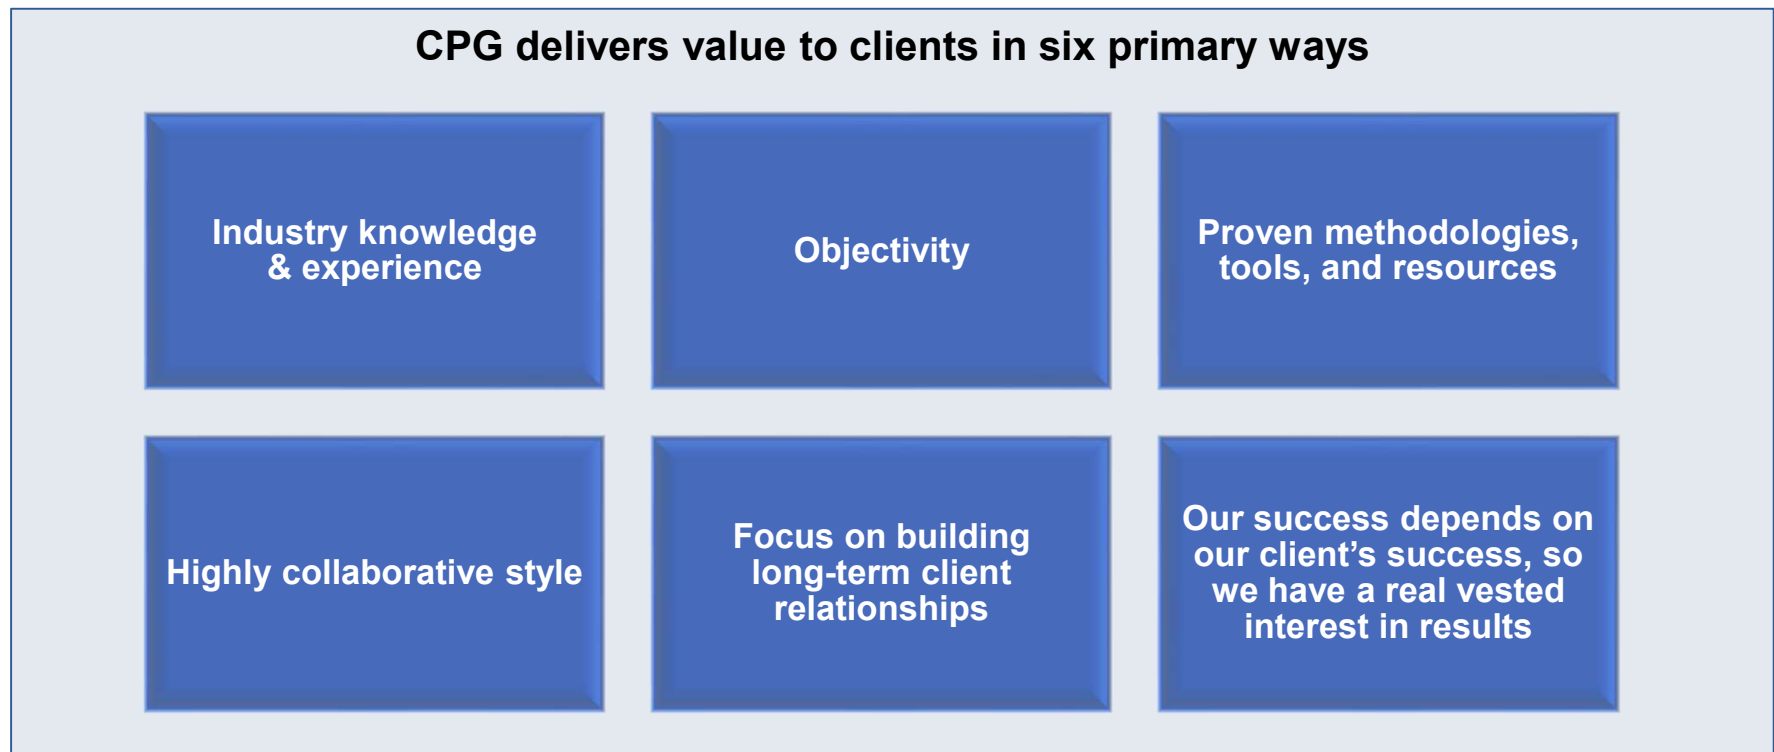 CPG delivers value to clients in six primary ways
Industry knowledge
& experience
Objectivity
Proven methodologies,
tools, and resources
Highly collaborative style
Focus on building
long-term client
relationships
Our success depends on
our client’s success, so
we have a real vested
interest in results